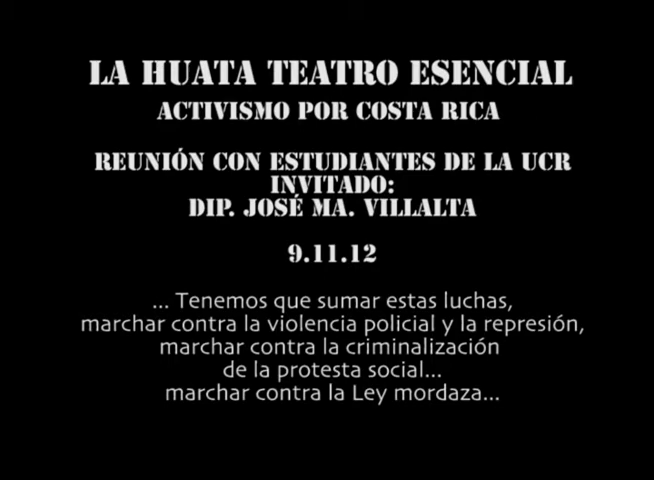 LA HUATA TEATRO ESENCIAL
ACTIVISMO POR COSTA RICA
REUNIÓN CON ESTUDIANTES DE LA UCR
INVITADO:
DIP. JOSÉ MA. VILLALTA
9.11.12
... Tenemos que sumar estas luchas,
marchar contra la violencia policial y la represión,
marchar contra la criminalización
de la protesta social...
marchar contra la Ley mordaza...